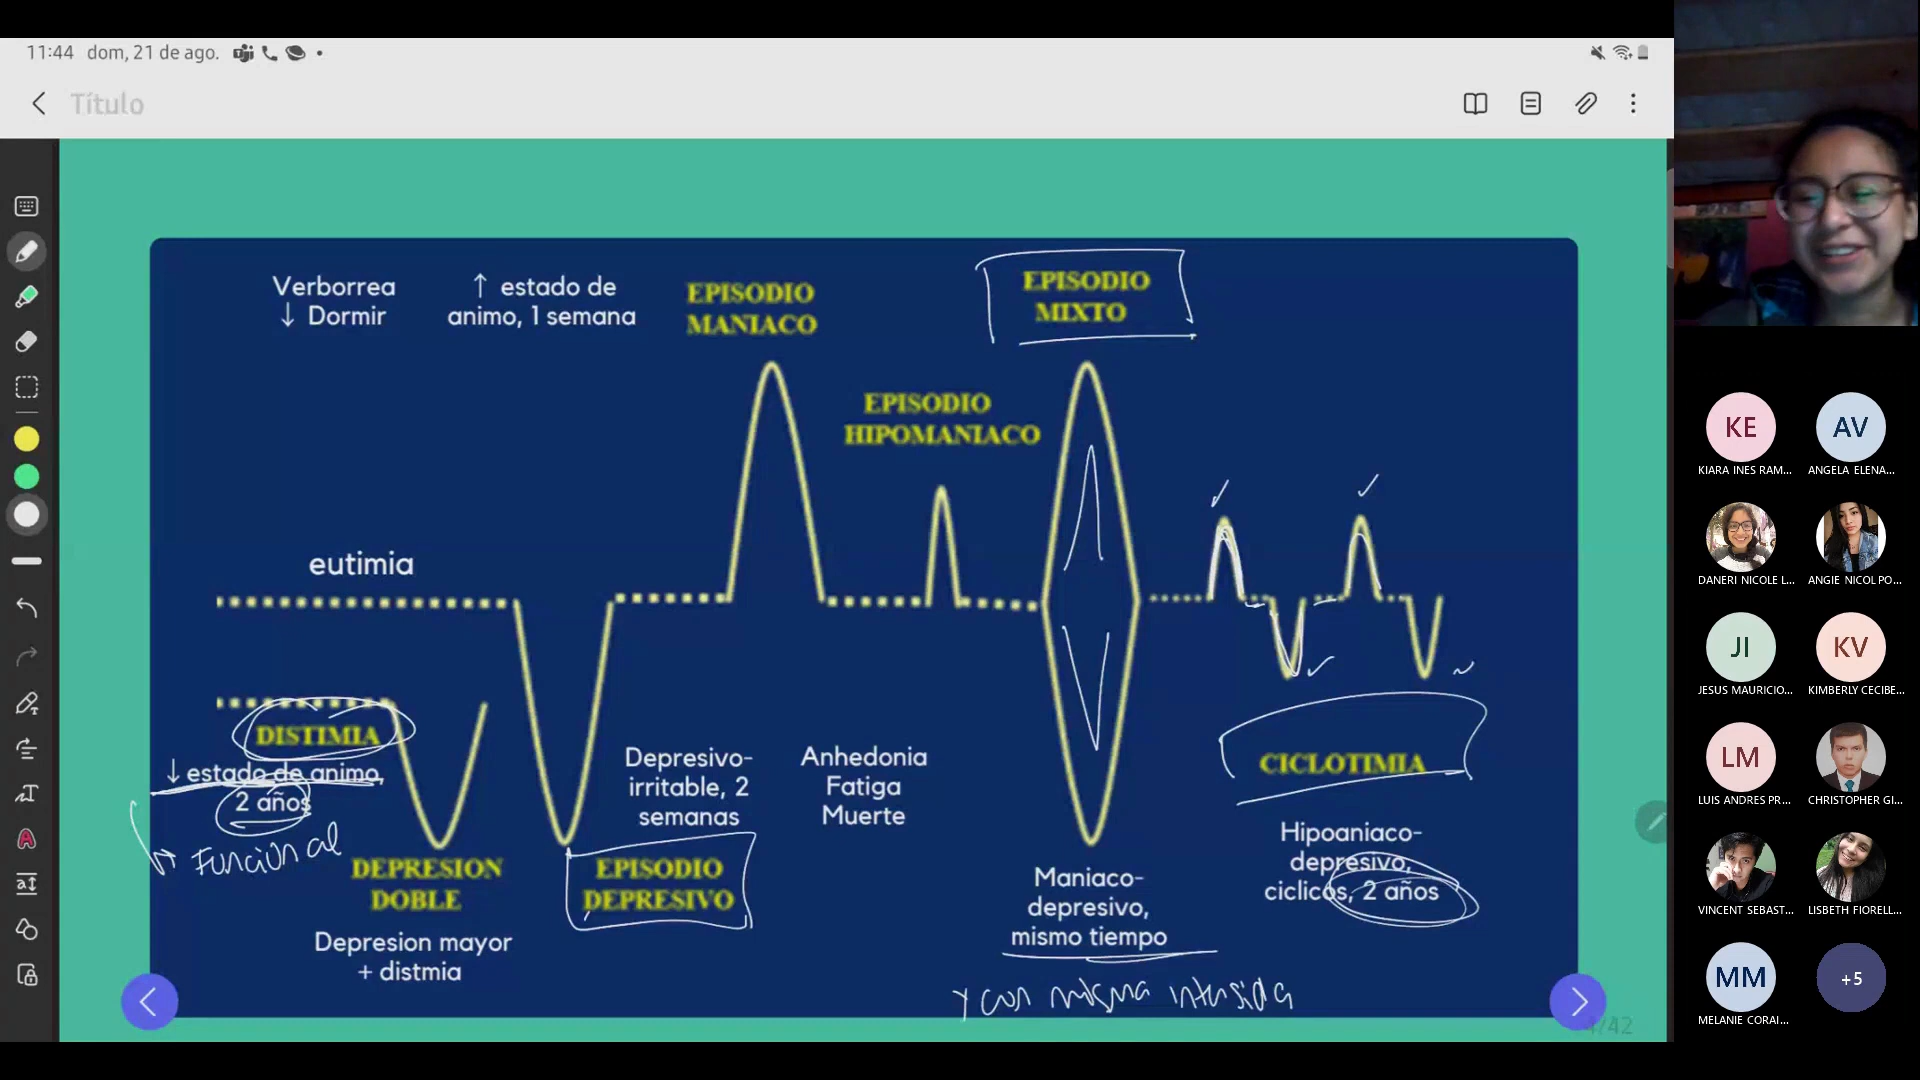 11:44 dom, 21 de ago.
Título
Verborrea
↓ Dormir
↑ estado de
animo, 1 semana
EPISODIO
MANIACO
EPISODIO
MIXTO
EPISODIO
HIPOMANIACO
eutimia
DISTIMIA
↓ estado de animo,
2 años
Funcional
DEPRESION
DOBLE
Depresion mayor
+ distmia
Depresivo-
irritable, 2
semanas
EPISODIO
DEPRESIVO
Anhedonia
Fatiga
Muerte
Maniaco-
depresivo,
mismo tiempo
y con misma intensida
CICLOTIMIA
Hipoaniaco-
depresivo,
ciclicos, 2 años
4/42
KE
KIARA INES RAM...
AV
ANGELA ELENA...
DANERI NICOLE L...
ANGIE NICOL PO...
JI
JESUS MAURICIO...
KV
KIMBERLY CECIBE...
LM
LUIS ANDRES PR...
CHRISTOPHER GI...
VINCENT SEBAST...
LISBETH FIORELL...
MM
MELANIE CORAI...
+5